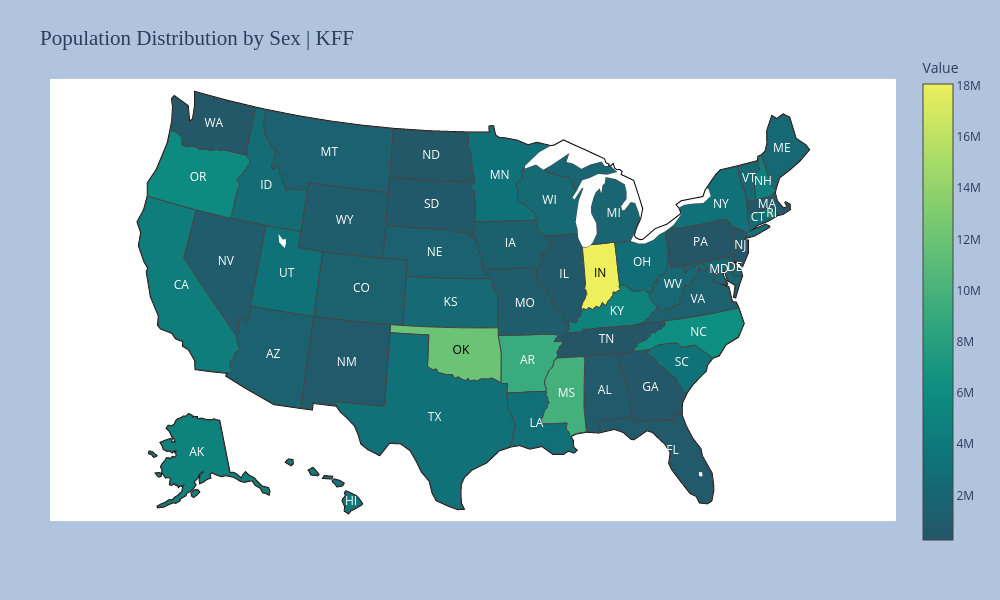 Population Distribution by Sex | KFF
Value
18M
16M
14M
12M
10M
8M
6M
4M
2M
WA
MT
ND
MN
ME
OR
ID
SD
WI
MI
VT
NH
NY
MA
CT
RI
WY
NV
UT
NE
IA
PA
NJ
CA
CO
IL
IN
OH
MD
DE
WV
VA
KS
MO
KY
AZ
NM
OK
AR
TN
NC
SC
MS
AL
GA
TX
LA
FL
AK
HI